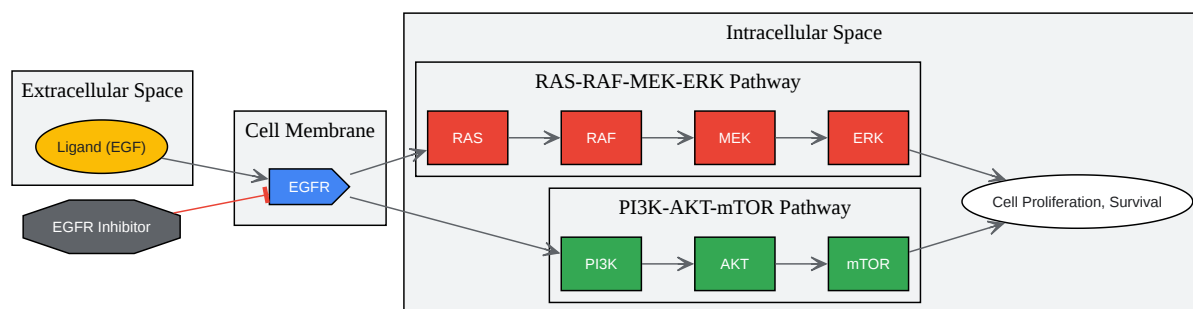 Intracellular Space
RAS-RAF-MEK-ERK Pathway
Extracellular Space
Cell Membrane
Ligand (EGF)
RAS
RAF
MEK
ERK
EGFR
EGFR Inhibitor
Cell Proliferation, Survival
PI3K-AKT-mTOR Pathway
PI3K
AKT
mTOR